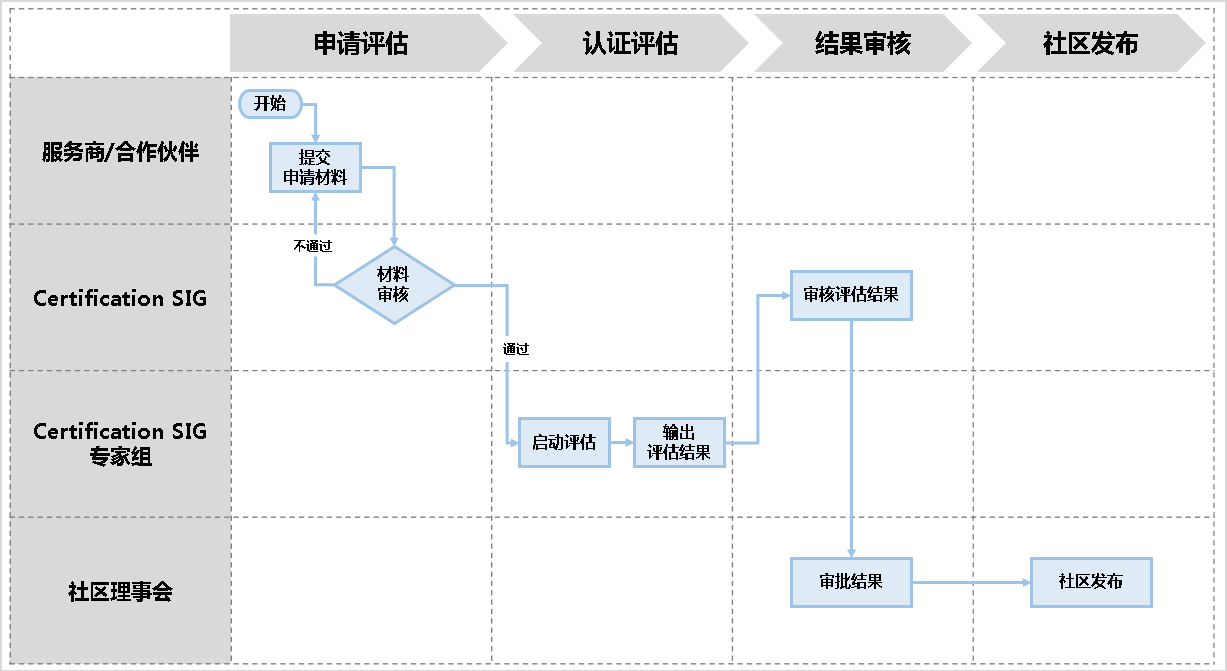 申请评估
认证评估
结果审核
社区发布
服务商/合作伙伴
开始
提交
申请材料
Certification SIG
不通过
材料
审核
通过
审核评估结果
Certification SIG
专家组
启动评估
输出
评估结果
社区理事会
审批结果
社区发布